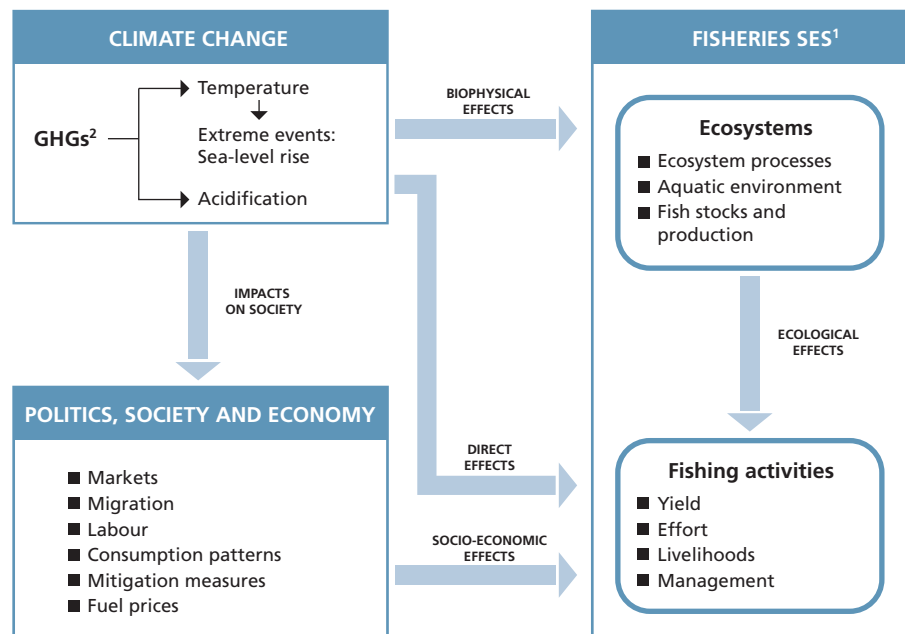 CLIMATE CHANGE
GHGs²
Temperature
Extreme events:
Sea-level rise
Acidification
BIOPHYSICAL
EFFECTS
FISHERIES SES¹
Ecosystems
■ Ecosystem processes
■ Aquatic environment
■ Fish stocks and
production
IMPACTS
ON SOCIETY
ECOLOGICAL
EFFECTS
POLITICS, SOCIETY AND ECONOMY
■ Markets
■ Migration
■ Labour
■ Consumption patterns
■ Mitigation measures
■ Fuel prices
DIRECT
EFFECTS
SOCIO-ECONOMIC
EFFECTS
Fishing activities
■ Yield
■ Effort
■ Livelihoods
■ Management